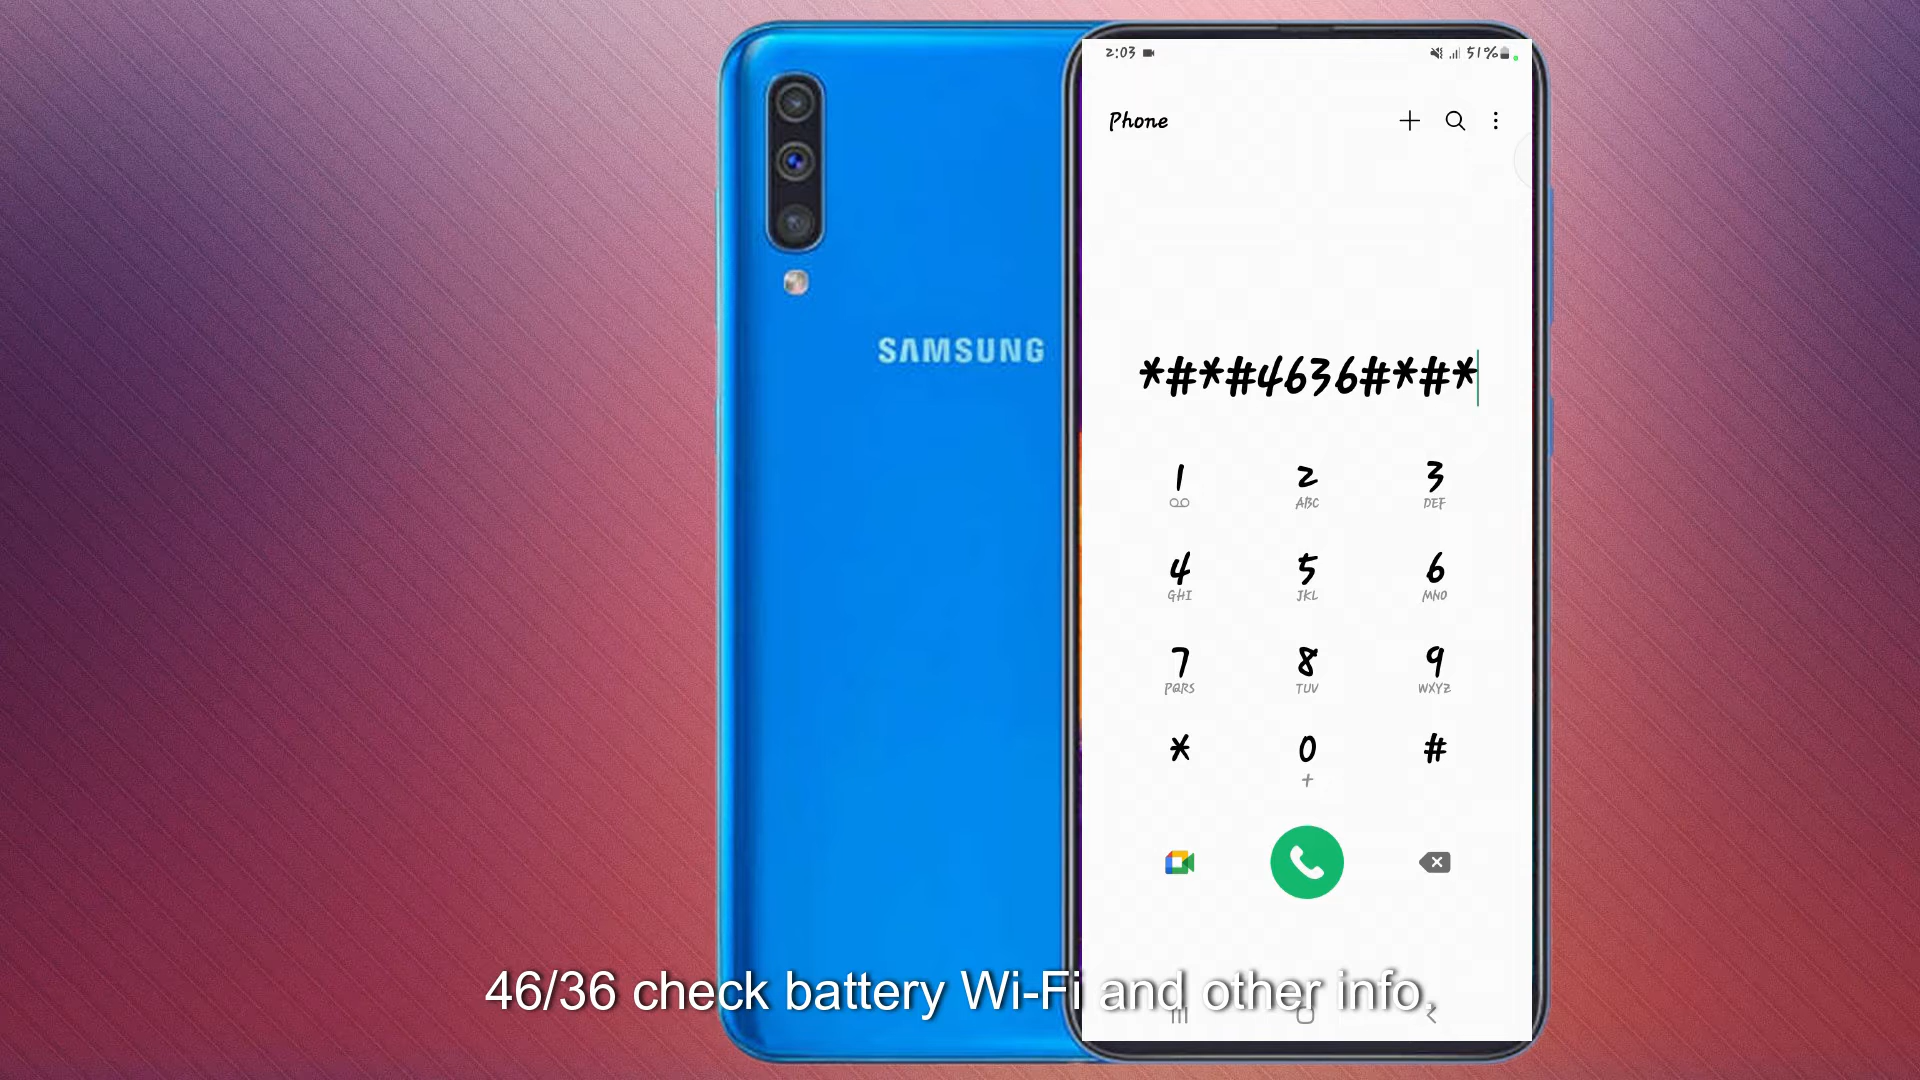 2:03
51%
Phone
SAMSUNG
*#*#4636#*#*
1 2 3
ABC DEF
4 5 6
GHI JKL MNO
7 8 9
PQRS TUV WXYZ
* 0 #
+
46/36 check battery Wi-Fi and other info.